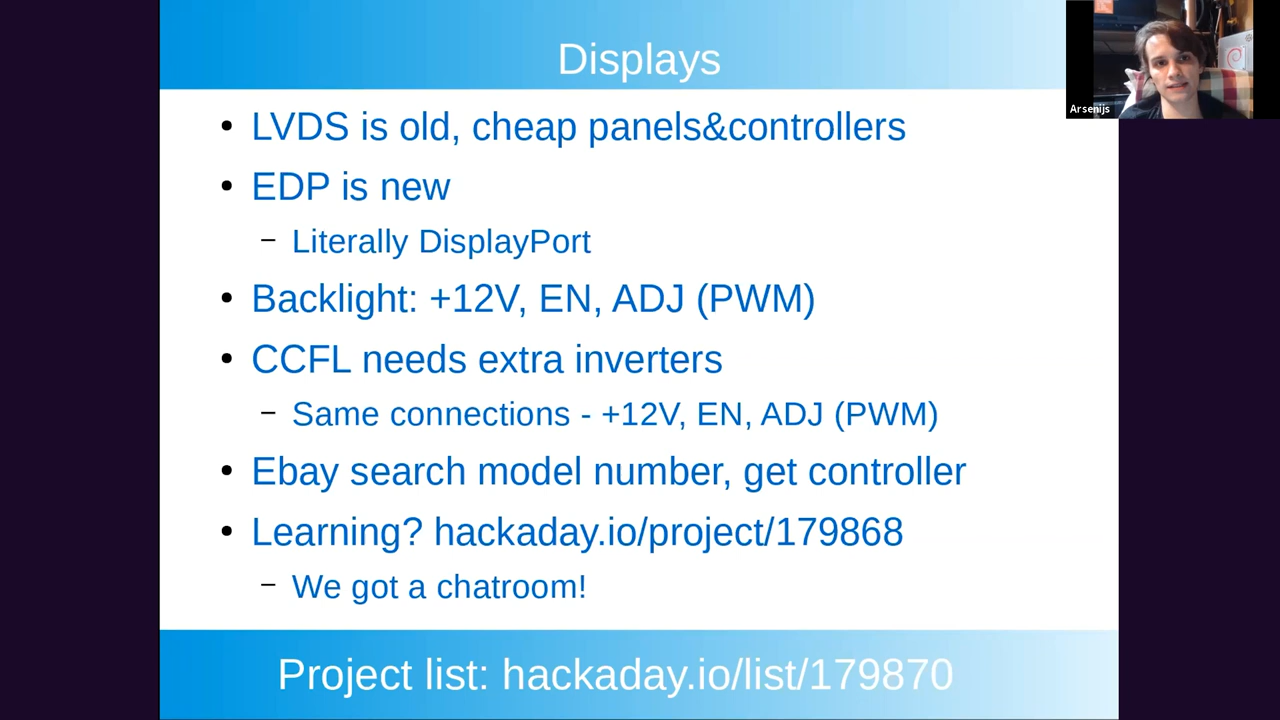 Displays
Arsenijs
LVDS is old, cheap panels&controllers
EDP is new
Literally DisplayPort
Backlight: +12V, EN, ADJ (PWM)
CCFL needs extra inverters
Same connections - +12V, EN, ADJ (PWM)
Ebay search model number, get controller
Learning? hackaday.io/project/179868
We got a chatroom!
Project list: hackaday.io/list/179870